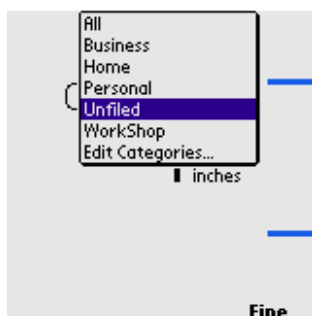 All
Business
Home
Personal
Unfiled
WorkShop
Edit Categories...
inches
Fine